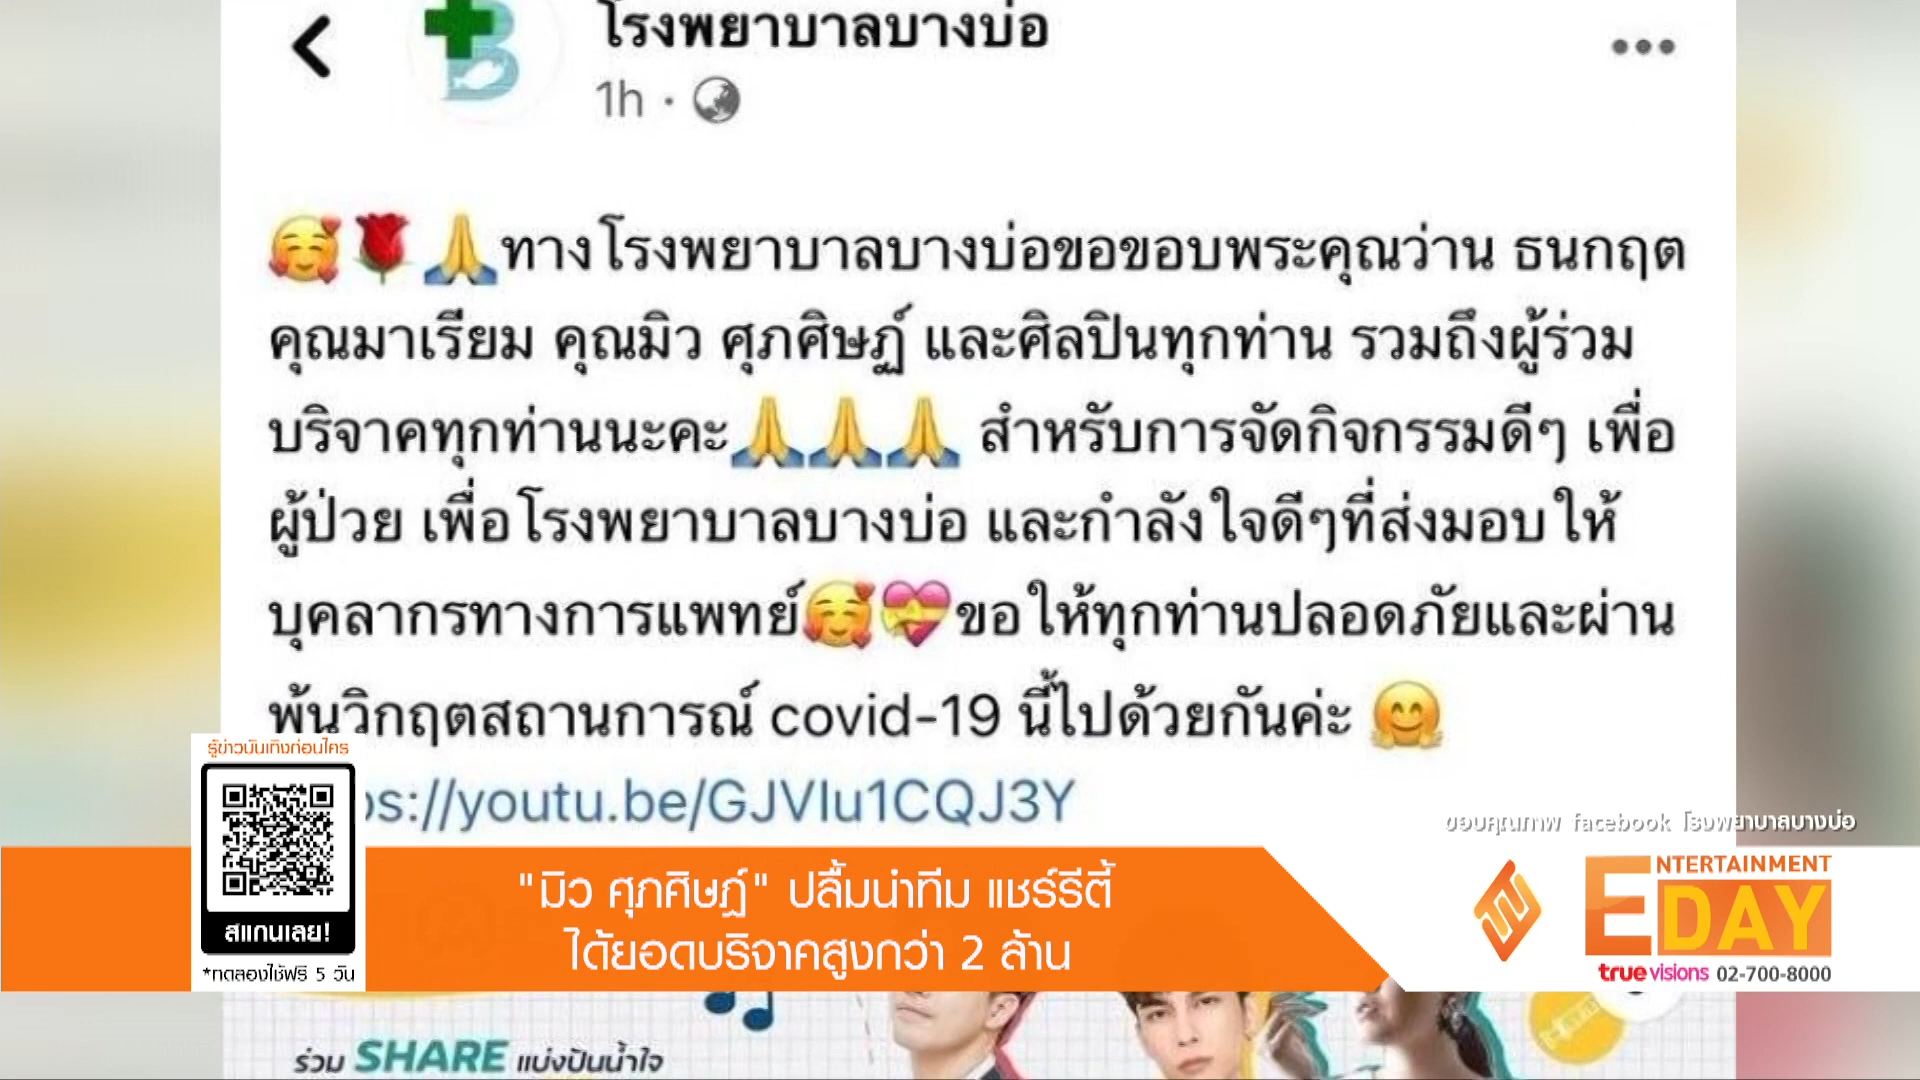 โรงพยาบาลบางบ่อ
1h ·
ทางโรงพยาบาลบางบ่อขอขอบพระคุณว่าน ธนกฤต
คุณมาเรียม คุณมิว ศุภศิษฏ์ และศิลปินทุกท่าน รวมถึงผู้ร่วม
บริจาคทุกท่านนะคะ🙏🙏🙏 สำหรับการจัดกิจกรรมดีๆ เพื่อ
ผู้ป่วย เพื่อโรงพยาบาลบางบ่อ และกำลังใจดีๆที่ส่งมอบให้
บุคลากรทางการแพทย์🥰💝ขอให้ทุกท่านปลอดภัยและผ่าน
พ้นวิกฤตสถานการณ์ covid-19 นี้ไปด้วยกันค่ะ 🤗
ps://youtu.be/GJVIu1CQJ3Y
ขอบคุณภาพ facebook โรงพยาบาลบางบ่อ
รู้ข่าวบันเทิงก่อนใคร
สแกนเลย!
*ทดลองใช้ฟรี 5 วัน
"มิว ศุภศิษฏ์" ปลื้มนำทีม แชร์รีตี้
ได้ยอดบริจาคสูงกว่า 2 ล้าน
ENTERTAINMENT
DAY
truevisions 02-700-8000
ร่วม SHARE แบ่งปันน้ำใจ